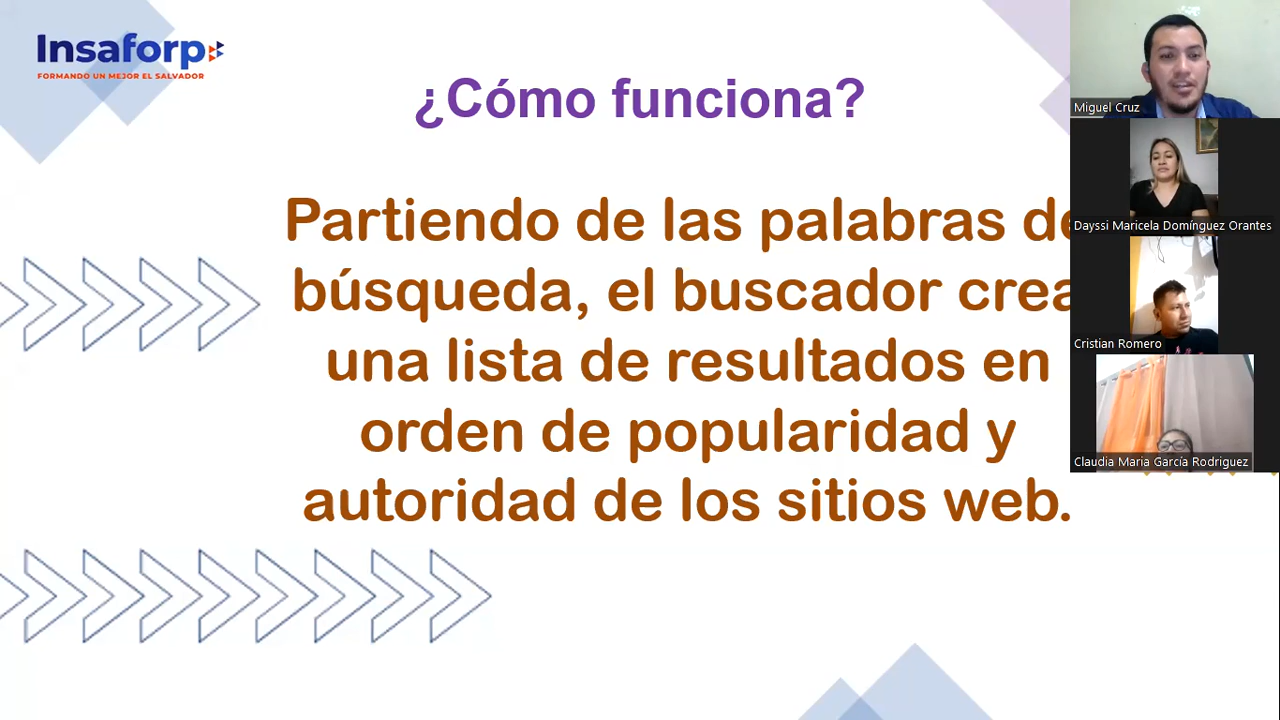 Insaforp
FORMANDO UN MEJOR EL SALVADOR
¿Cómo funciona?
Partiendo de las palabras de
búsqueda, el buscador crea
una lista de resultados en
orden de popularidad y
autoridad de los sitios web.
Miguel Cruz
Dayssi Maricela Domínguez Orantes
Cristian Romero
Claudia Maria García Rodriguez